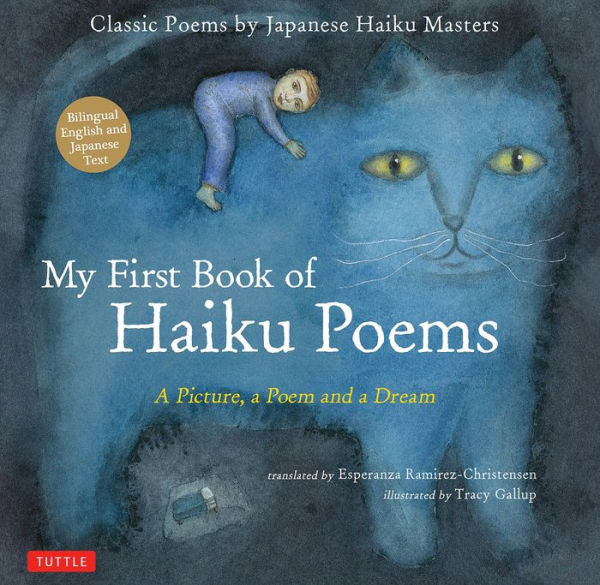 Classic Poems by Japanese Haiku Masters
Bilingual
English and
Japanese
Text
My First Book of
Haiku Poems
A Picture, a Poem and a Dream
translated by Esperanza Ramirez-Christensen
illustrated by Tracy Gallup
TUTTLE